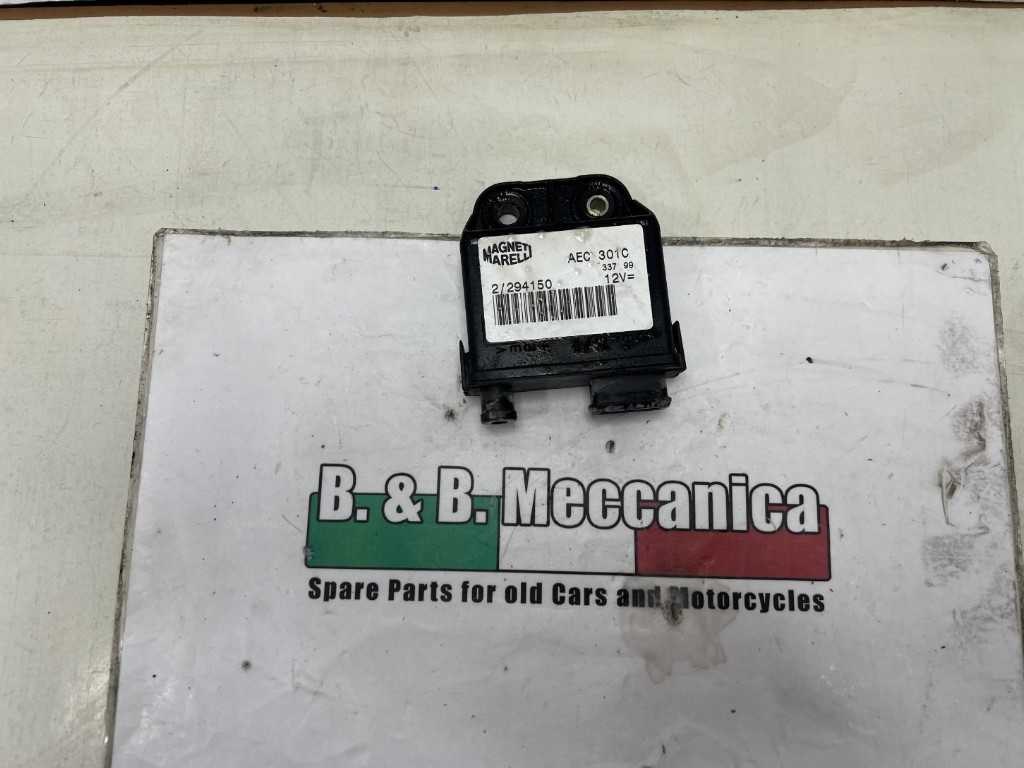 MAGNETI
MARELLI
AEC 301C
337 99
2/294150
12V=
B. & B. Meccanica
Spare Parts for old Cars and Motorcycles